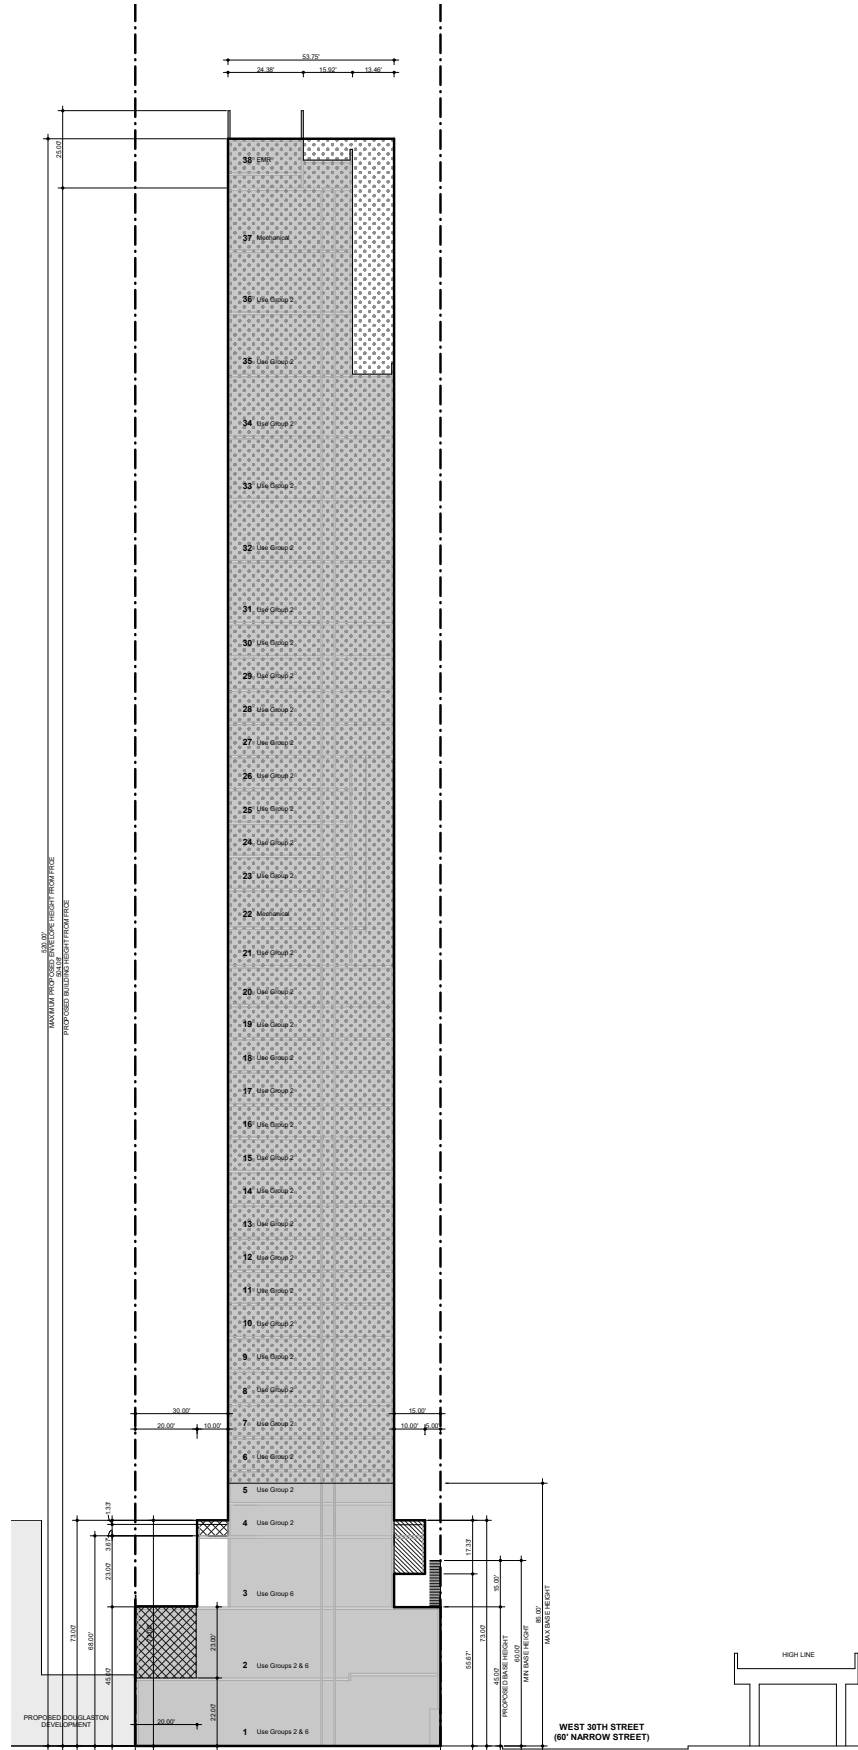 53.75'
24.38' 15.92' 13.46'
25.00'
38 EMR
37 Mechanical
36 Use Group 2
35 Use Group 2
34 Use Group 2
33 Use Group 2
32 Use Group 2
31 Use Group 2
30 Use Group 2
29 Use Group 2
28 Use Group 2
27 Use Group 2
26 Use Group 2
25 Use Group 2
24 Use Group 2
23 Use Group 2
22 Mechanical
21 Use Group 2
20 Use Group 2
19 Use Group 2
18 Use Group 2
17 Use Group 2
16 Use Group 2
15 Use Group 2
14 Use Group 2
13 Use Group 2
12 Use Group 2
11 Use Group 2
10 Use Group 2
9 Use Group 2
8 Use Group 2
7 Use Group 2
6 Use Group 2
5 Use Group 2
4 Use Group 2
3 Use Group 6
2 Use Groups 2 & 6
1 Use Groups 2 & 6
520.00'
MAXIMUM PROPOSED ENVELOPE HEIGHT FROM FRCE
504.08'
PROPOSED BUILDING HEIGHT FROM FRCE
30.00'
20.00' 10.00'
15.00'
10.00' 5.00'
1.33'
3.67'
23.00'
73.00'
68.00'
45.00'
23.00'
22.00'
20.00'
17.33'
55.67'
73.00'
15.00'
45.00'
PROPOSED BASE HEIGHT
60.00'
MIN BASE HEIGHT
85.00'
MAX BASE HEIGHT
PROPOSED DOUGLASTON
DEVELOPMENT
WEST 30TH STREET
(60' NARROW STREET)
HIGH LINE